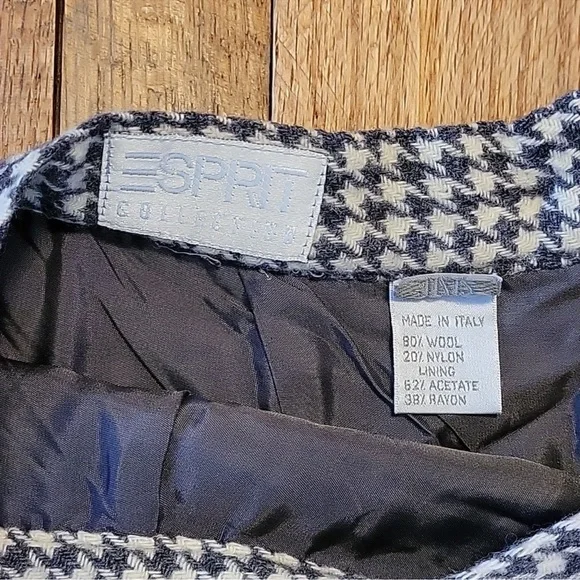 ESPRIT
COLLECTION
MADE IN ITALY
80% WOOL
20% NYLON
LINING
62% ACETATE
38% RAYON